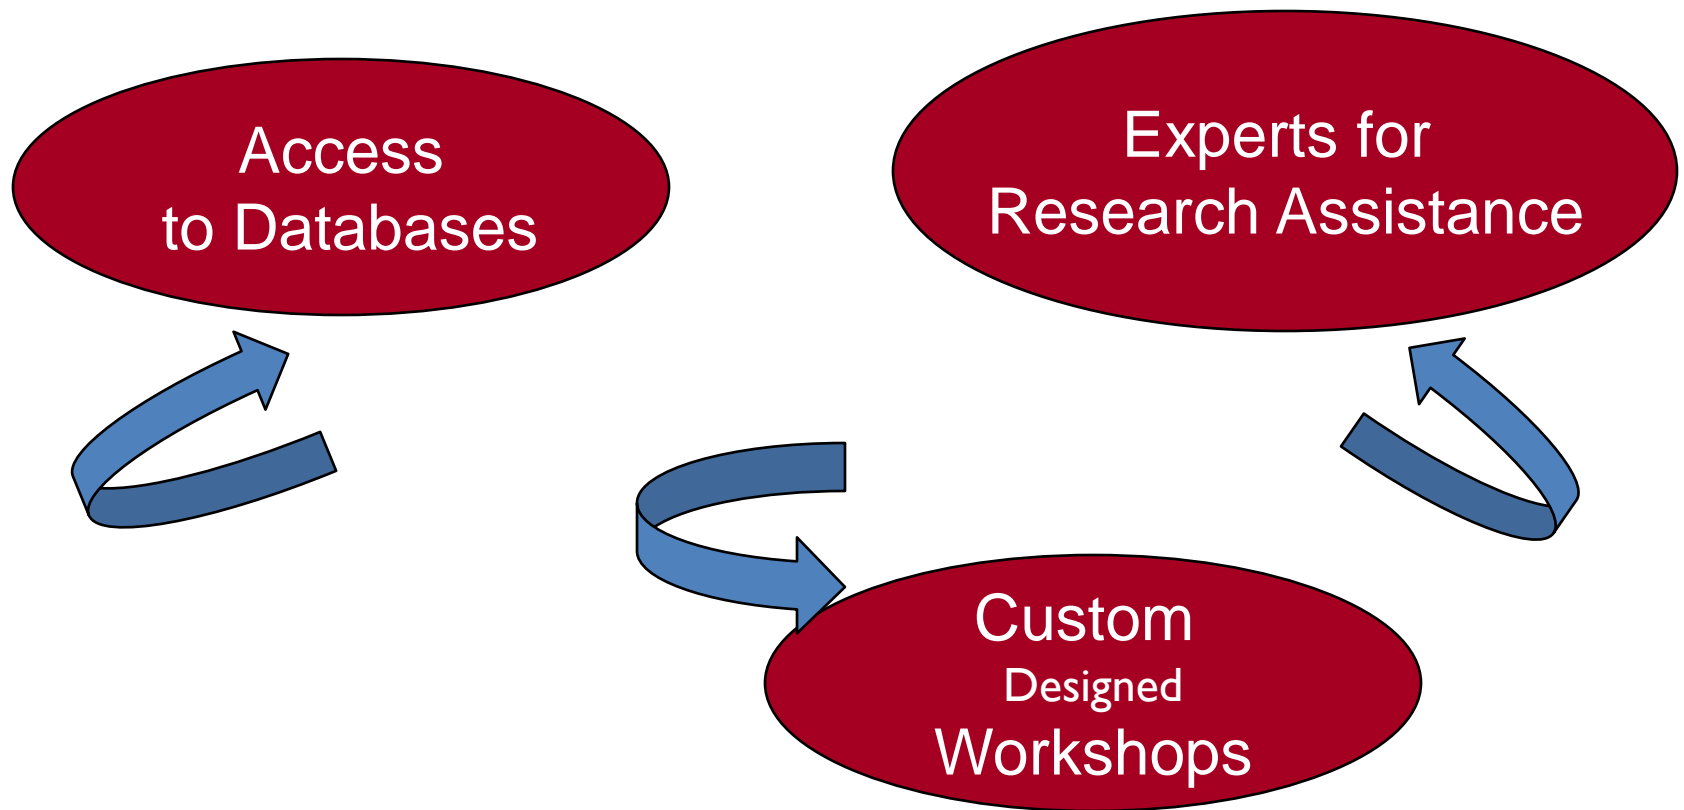 Access
to Databases
Experts for
Research Assistance
Custom
Designed
Workshops